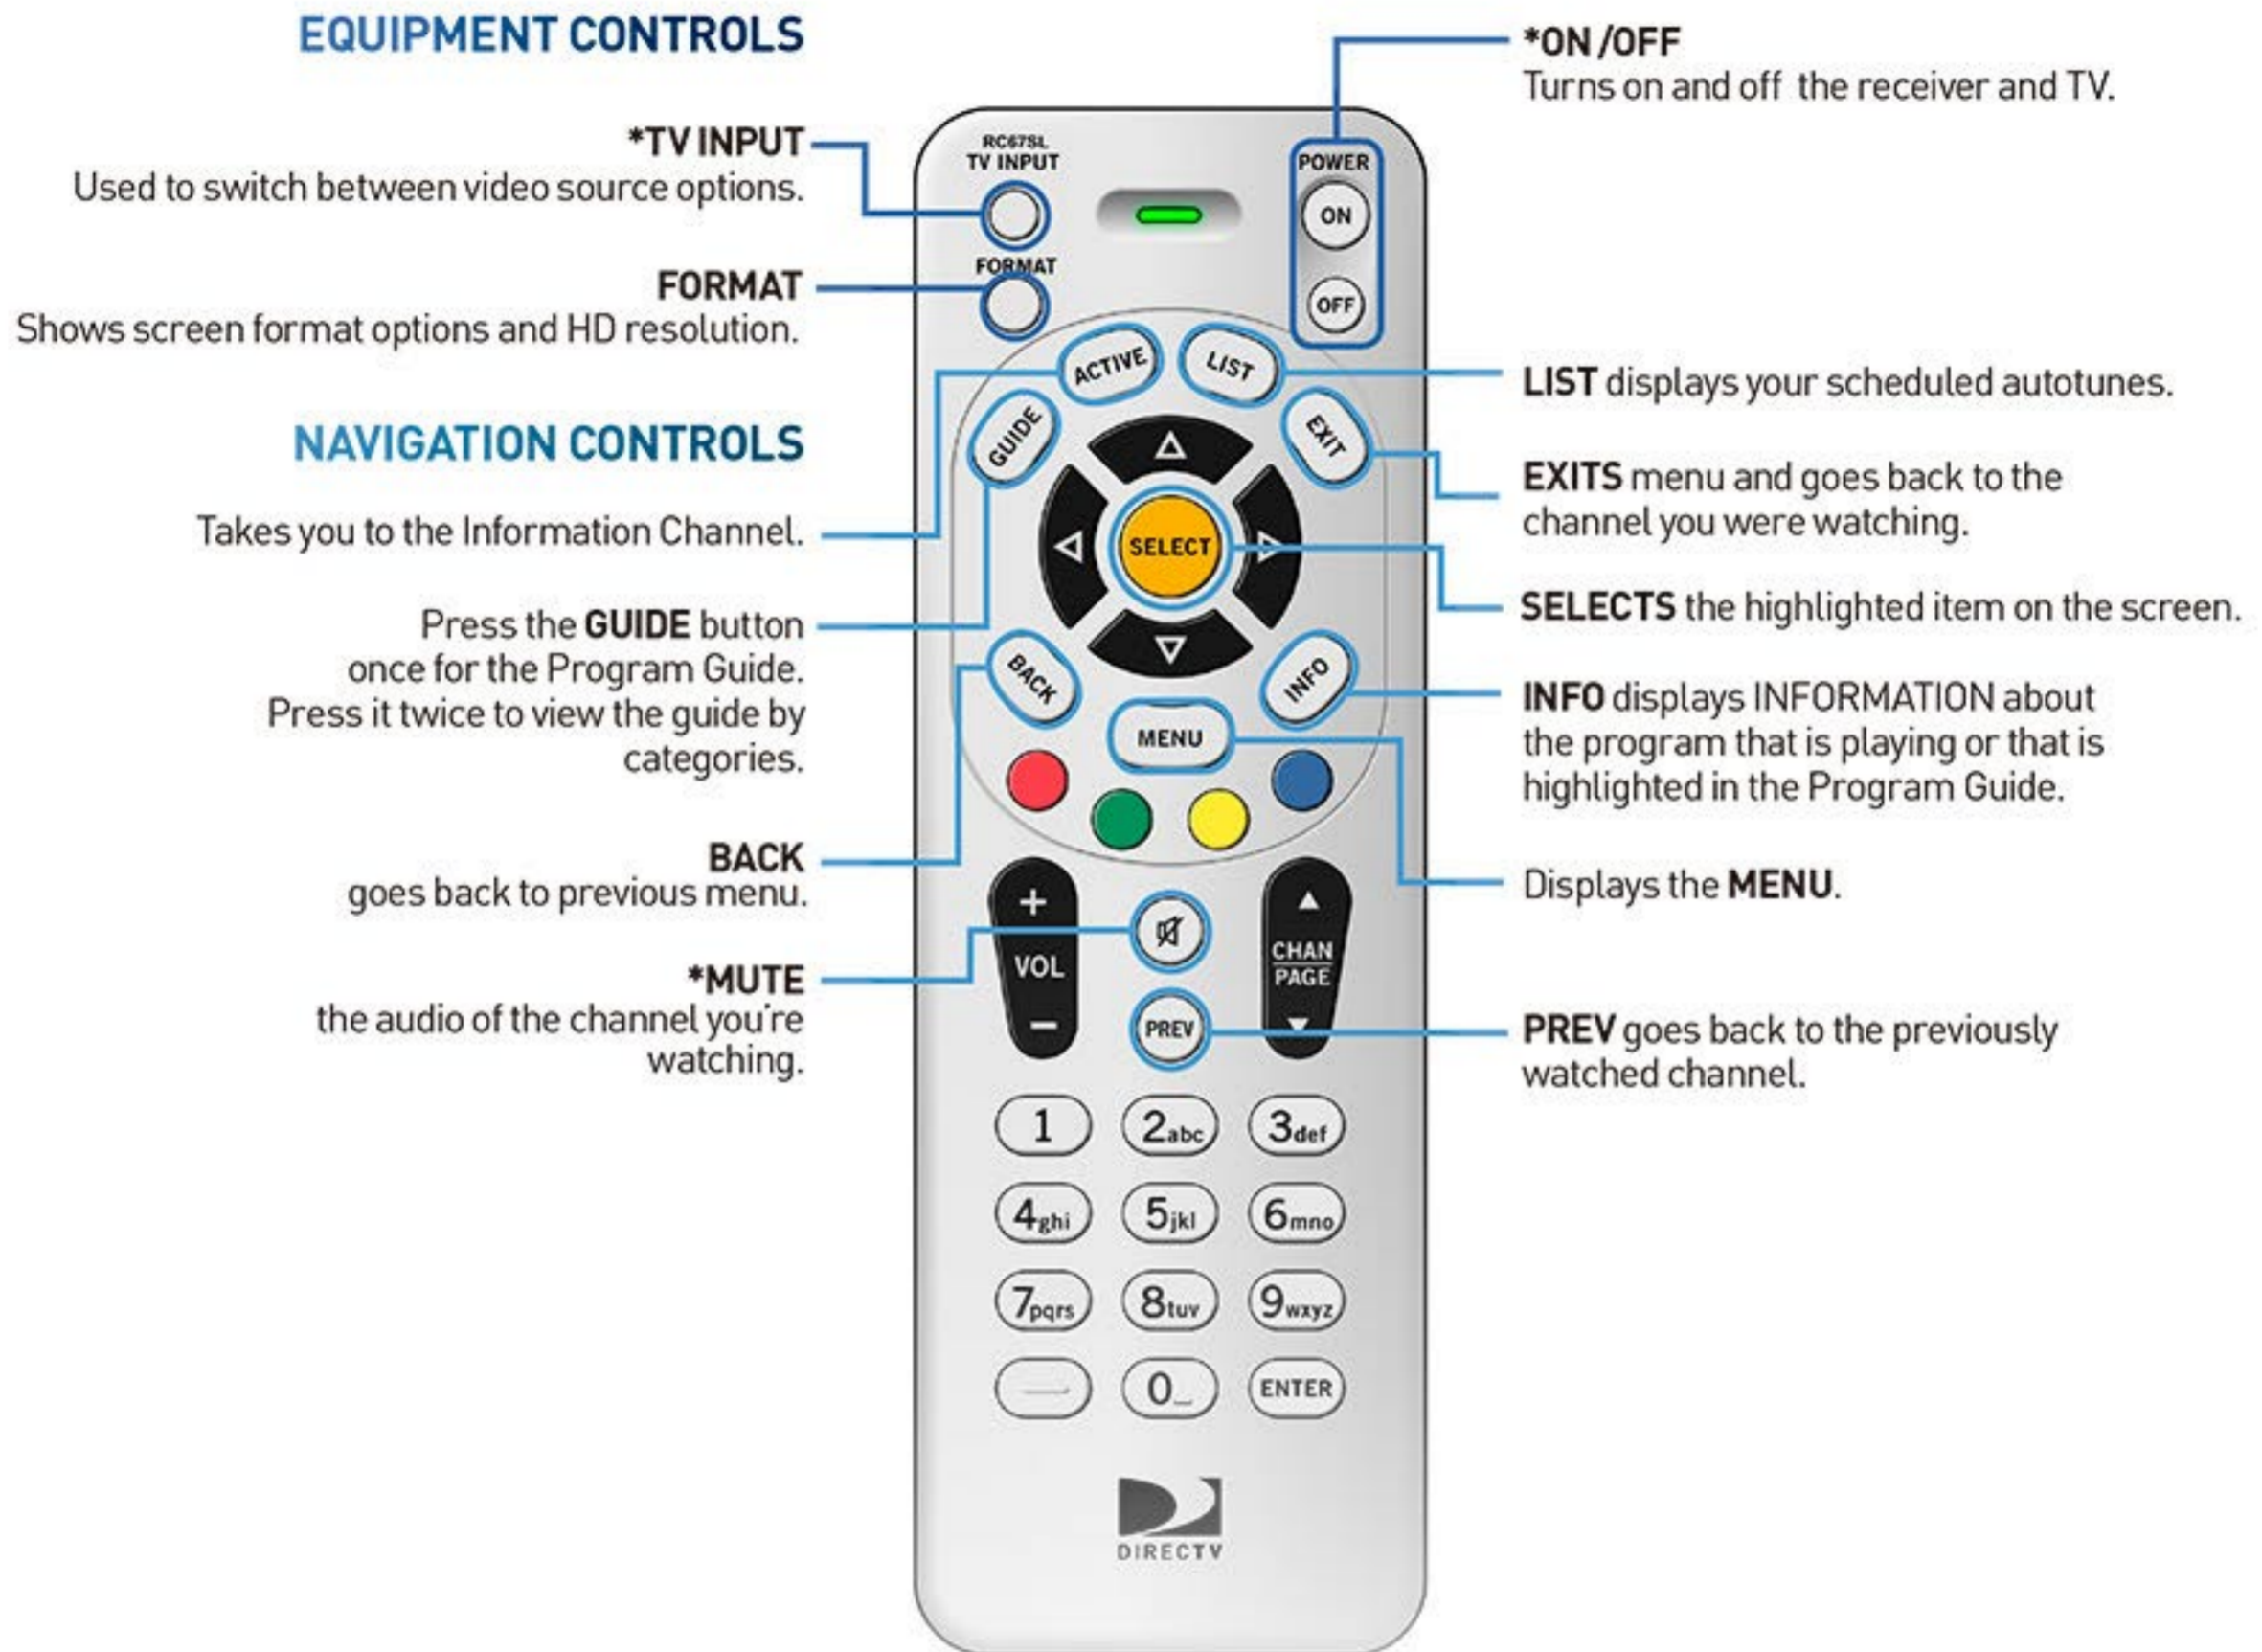 EQUIPMENT CONTROLS
*TV INPUT
Used to switch between video source options.
FORMAT
Shows screen format options and HD resolution.
NAVIGATION CONTROLS
Takes you to the Information Channel.
Press the GUIDE button
once for the Program Guide.
Press it twice to view the guide by
categories.
BACK
goes back to previous menu.
*MUTE
the audio of the channel you're
watching.
RC67SL
TV INPUT
POWER
ON
FORMAT
OFF
ACTIVE
LIST
GUIDE
EXIT
SELECT
BACK
INFO
MENU
+
VOL
−
CHAN
PAGE
PREV
1
2abc
3def
4ghi
5jkl
6mno
7pqrs
8tuv
9wxyz
—
0_
ENTER
DIRECTV
*ON/OFF
Turns on and off the receiver and TV.
LIST displays your scheduled autotunes.
EXITS menu and goes back to the
channel you were watching.
SELECTS the highlighted item on the screen.
INFO displays INFORMATION about
the program that is playing or that is
highlighted in the Program Guide.
Displays the MENU.
PREV goes back to the previously
watched channel.